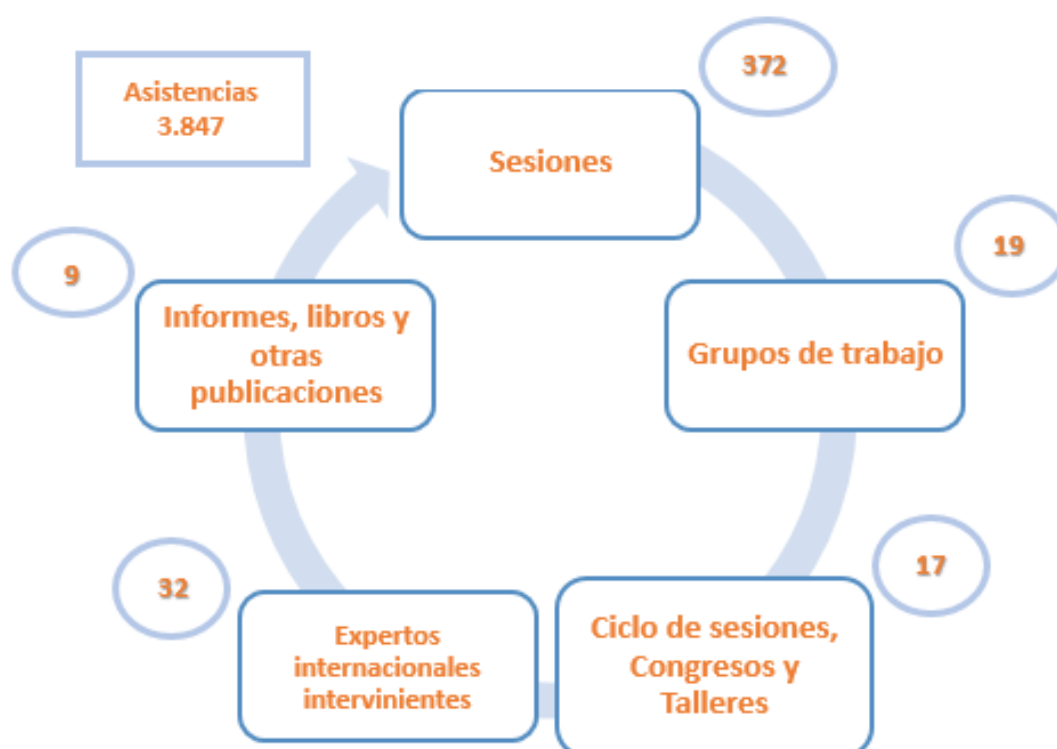 Asistencias
3.847
372
Sesiones
19
Grupos de trabajo
17
Ciclo de sesiones,
Congresos y
Talleres
32
Expertos
internacionales
intervinientes
9
Informes, libros y
otras
publicaciones